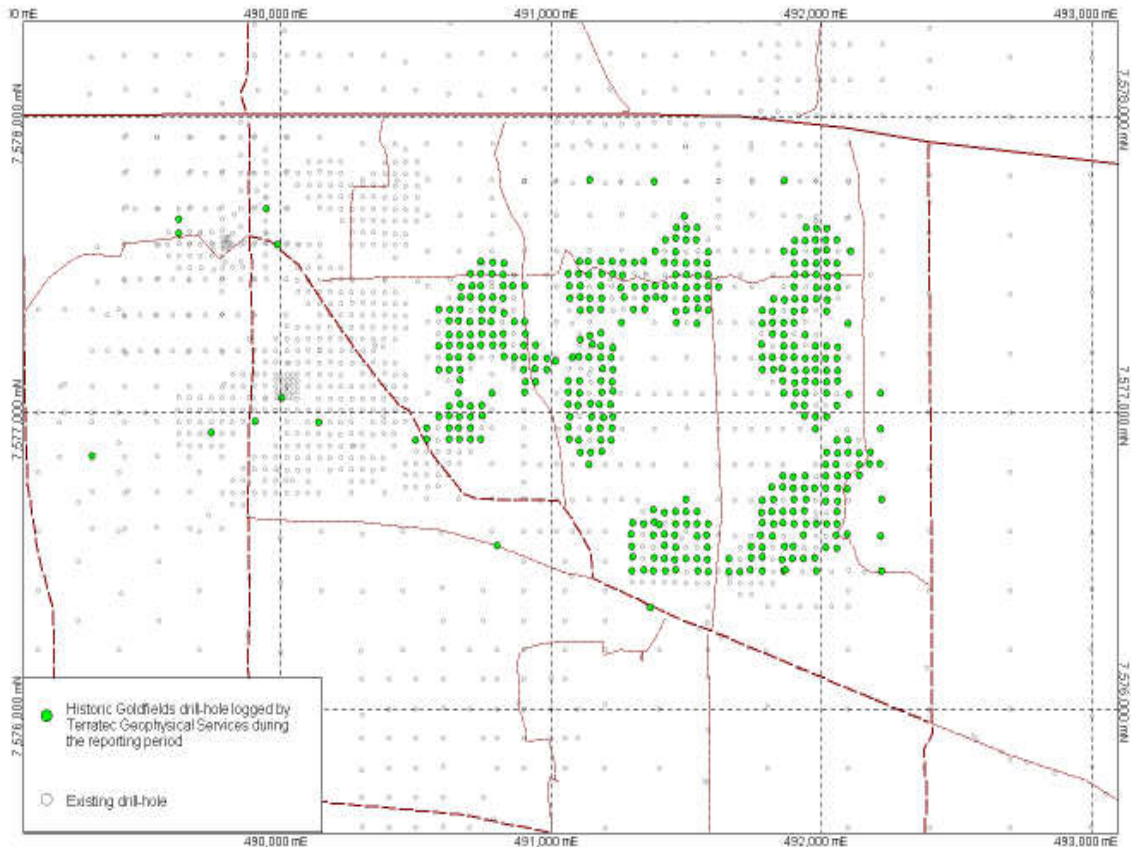 0 mE
490,000 mE
491,000 mE
492,000 mE
493,000 mE
7,578,000 mN
7,578,000 mN
7,577,000 mN
7,577,000 mN
7,576,000 mN
7,576,000 mN
Historic Goldfields drill-hole logged by
Terratec Geophysical Services during
the reporting period
Existing drill-hole
490,000 mE
491,000 mE
492,000 mE
493,000 mE